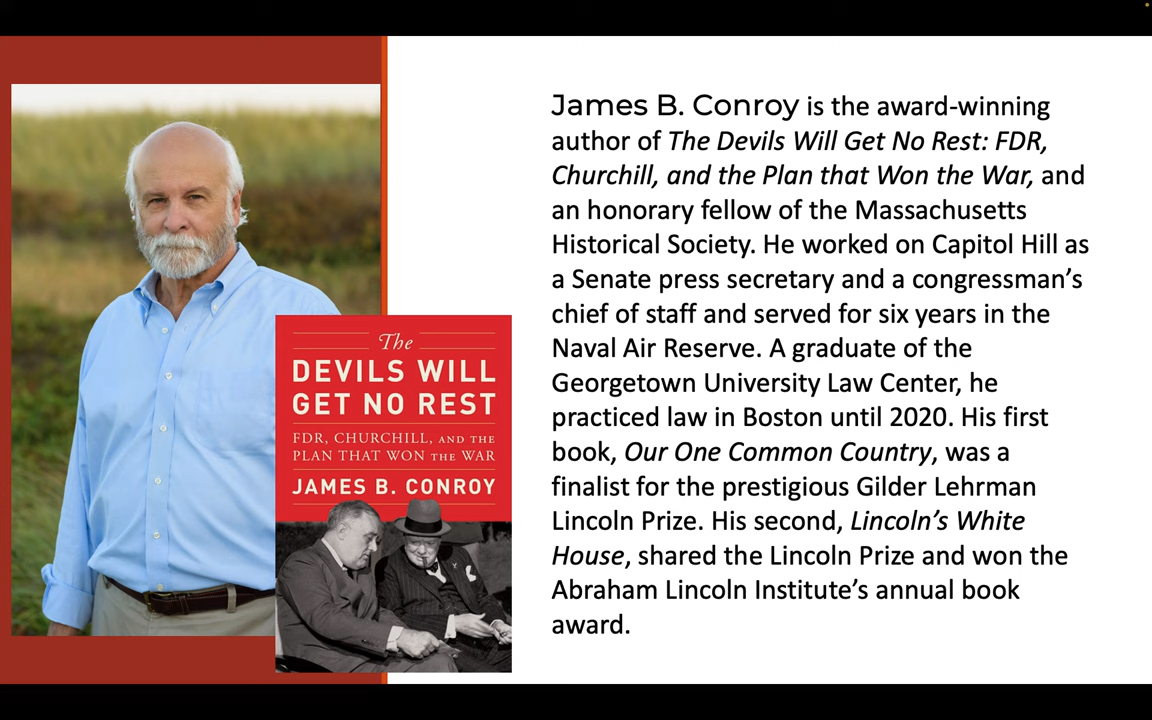 The
DEVILS WILL
GET NO REST
FDR, CHURCHILL, AND THE
PLAN THAT WON THE WAR
JAMES B. CONROY
James B. Conroy is the award-winning
author of The Devils Will Get No Rest: FDR,
Churchill, and the Plan that Won the War, and
an honorary fellow of the Massachusetts
Historical Society. He worked on Capitol Hill as
a Senate press secretary and a congressman’s
chief of staff and served for six years in the
Naval Air Reserve. A graduate of the
Georgetown University Law Center, he
practiced law in Boston until 2020. His first
book, Our One Common Country, was a
finalist for the prestigious Gilder Lehrman
Lincoln Prize. His second, Lincoln’s White
House, shared the Lincoln Prize and won the
Abraham Lincoln Institute’s annual book
award.